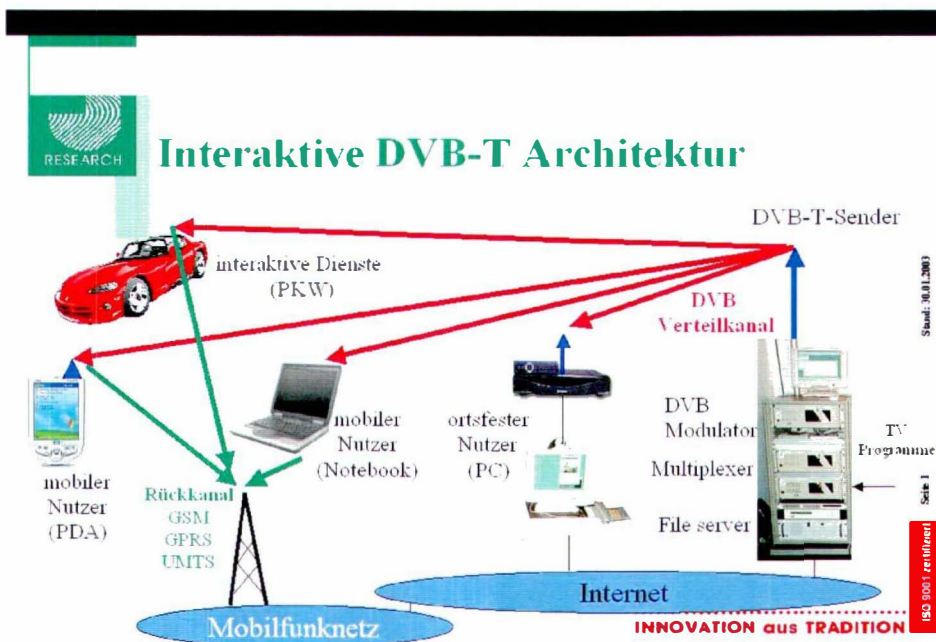 RESEARCH
Interaktive DVB-T Architektur
DVB-T-Sender
interaktive Dienste
(PKW)
DVB
Verteilkanal
Stand: 30.01.2003
mobiler
Nutzer
(PDA)
mobiler
Nutzer
(Notebook)
ortsfester
Nutzer
(PC)
DVB
Modulator
Multiplexer
File server
TV
Programme
Rückkanal
GSM
GPRS
UMTS
Seite 1
ISO 9001 zertifiziert
Internet
Mobilfunknetz
INNOVATION aus TRADITION